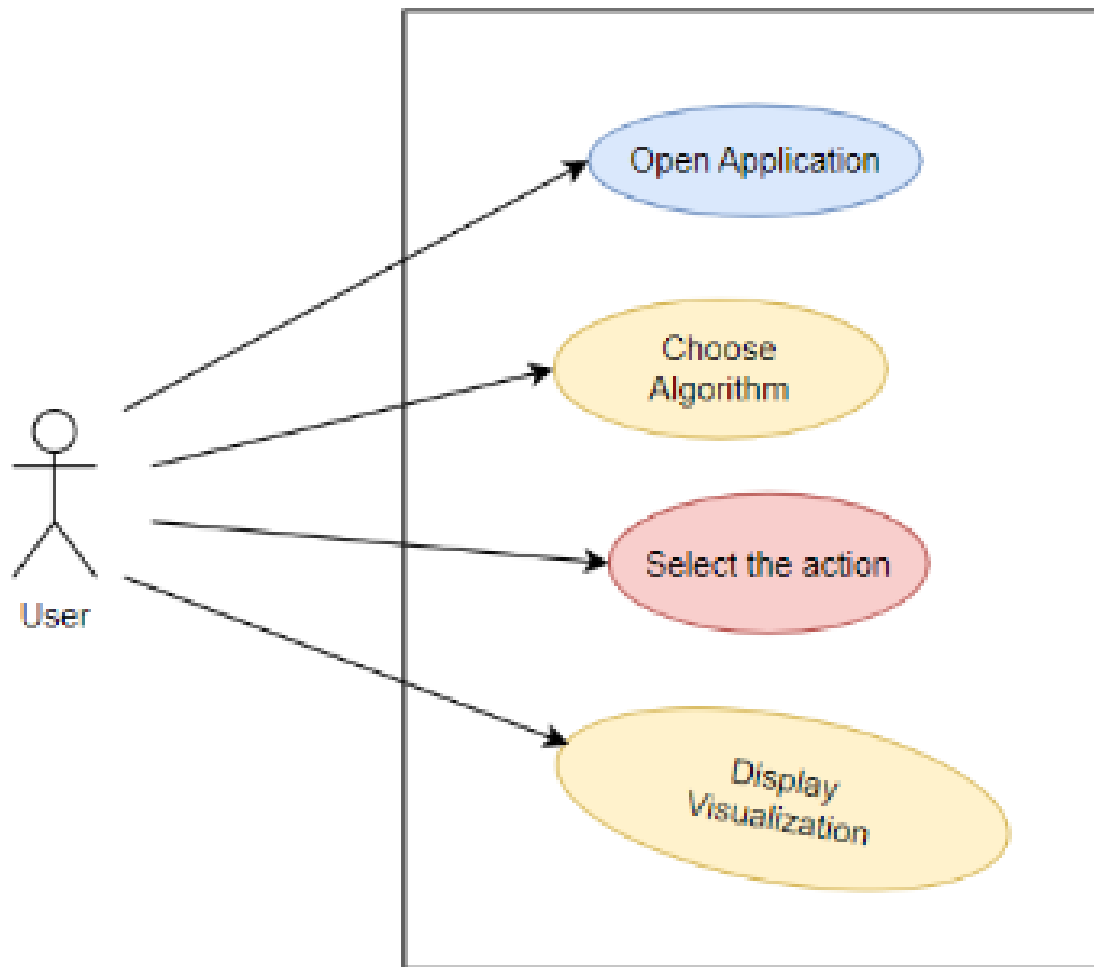 Open Application
Choose
Algorithm
Select the action
User
Display
Visualization